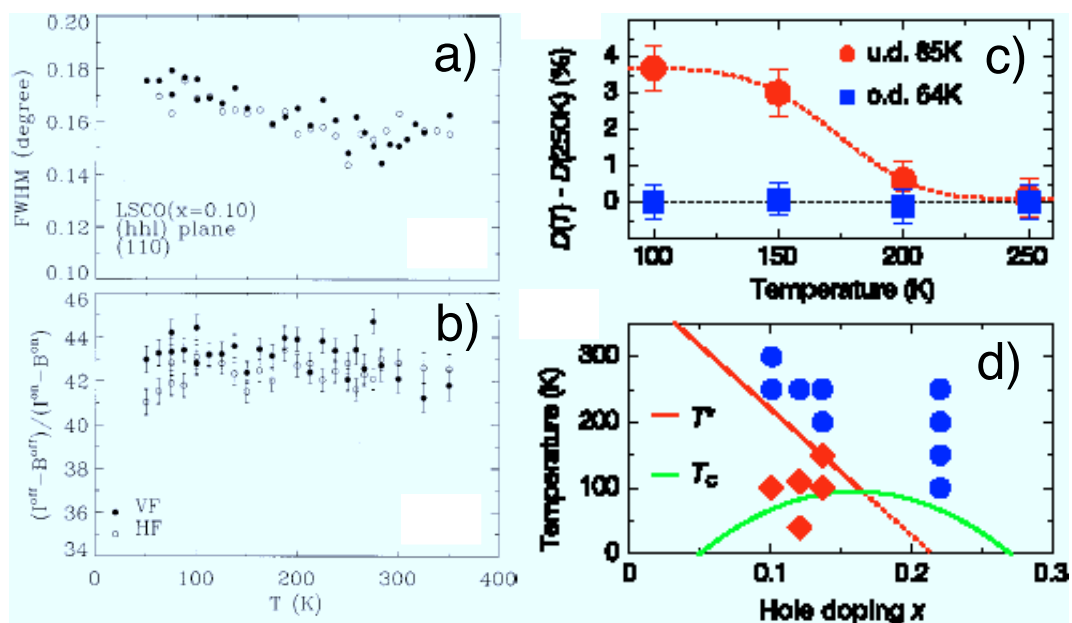 a)
0.20
0.18
0.16
0.14
0.12
0.10
FWHM (degree)
LSCO(x=0.10)
(hhl) plane
(110)
b)
46
44
42
40
38
36
34
(I^off-B^off)/(I^on-B^on)
VF
HF
0
100
200
300
400
T (K)
c)
u.d. 85K
o.d. 64K
4
3
2
1
0
D(T) - D(250K) (%)
100
150
200
250
Temperature (K)
d)
300
200
100
0
Temperature (K)
T*
T_c
0
0.1
0.2
0.3
Hole doping x